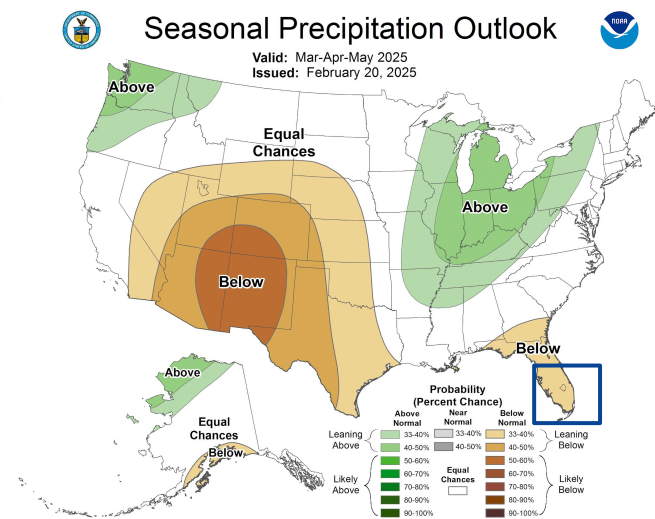 Seasonal Precipitation Outlook
NOAA
Valid: Mar-Apr-May 2025
Issued: February 20, 2025
Above
Equal
Chances
Above
Below
Below
Above
Equal
Chances
Below
Probability
(Percent Chance)
Above
Normal
Near
Normal
Below
Normal
Leaning
Above
33-40%
33-40%
33-40%
Leaning
Below
40-50%
40-50%
40-50%
Likely
Above
50-60%
60-70%
70-80%
80-90%
90-100%
Equal
Chances
50-60%
60-70%
70-80%
80-90%
90-100%
Likely
Below